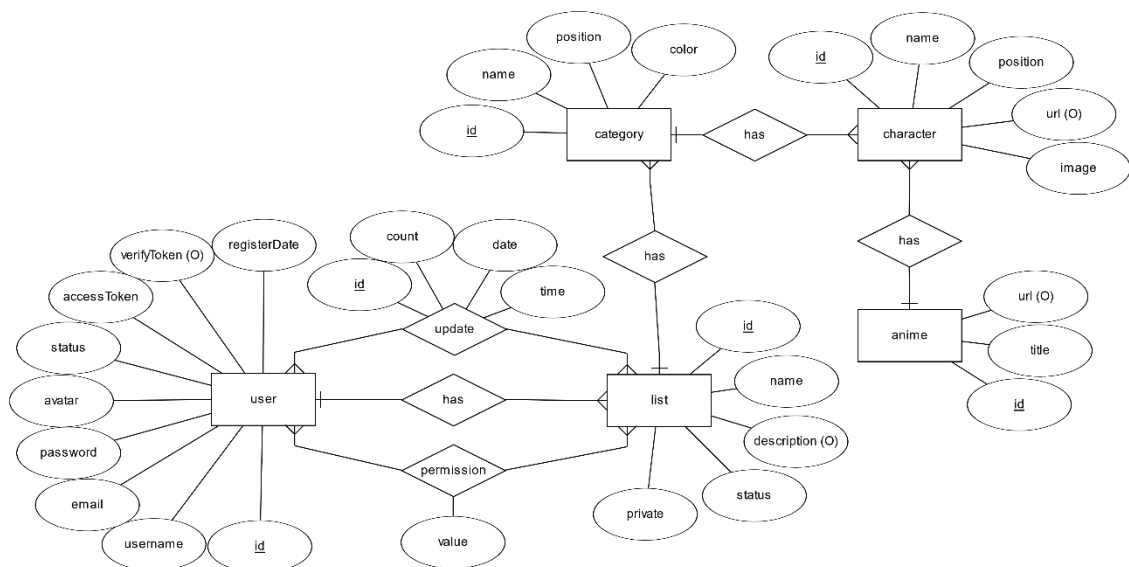 position
color
name
id
category
has
id
name
position
url (O)
image
character
has
has
anime
url (O)
title
id
registerDate
verifyToken (O)
accessToken
status
avatar
password
email
username
id
user
count
date
id
time
update
has
permission
value
list
id
name
description (O)
status
private